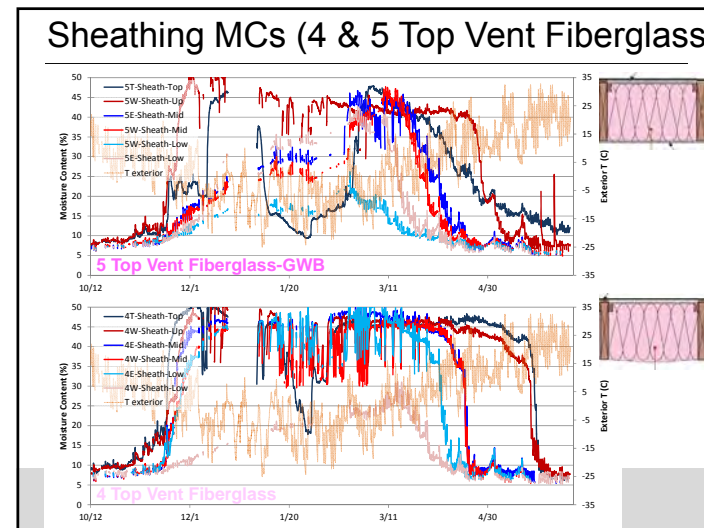 Sheathing MCs (4 & 5 Top Vent Fiberglass
50
45
40
35
30
25
20
15
10
5
0
Moisture Content (%)
5T-Sheath-Top
5W-Sheath-Up
5E-Sheath-Mid
5W-Sheath-Mid
5W-Sheath-Low
5E-Sheath-Low
T exterior
35
25
15
5
-5
-15
-25
-35
Exterior T (C)
5 Top Vent Fiberglass-GWB
10/12 12/1 1/20 3/11 4/30
50
45
40
35
30
25
20
15
10
5
0
Moisture Content (%)
4T-Sheath-Top
4W-Sheath-Up
4E-Sheath-Mid
4W-Sheath-Mid
4E-Sheath-Low
4W-Sheath-Low
T exterior
35
25
15
5
-5
-15
-25
-35
Exterior T (C)
4 Top Vent Fiberglass
10/12 12/1 1/20 3/11 4/30